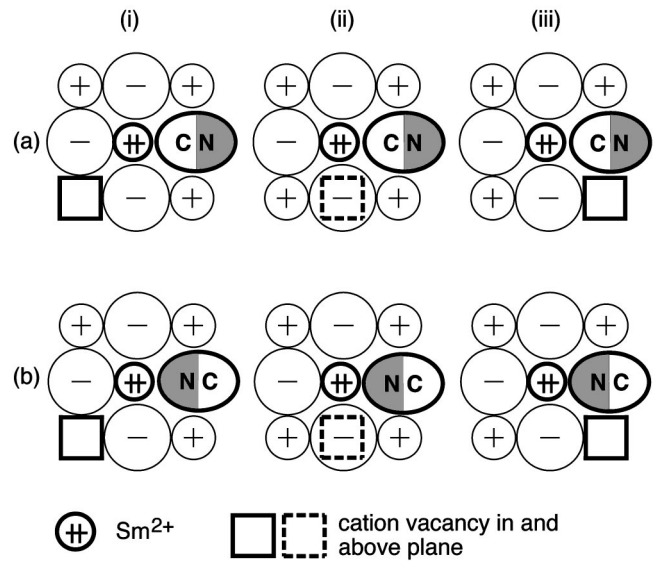 (i) (ii) (iii)
+ − + + − + + − +
(a) − ⧺ C N − ⧺ C N − ⧺ C N
− + + − + + −
+ − + + − + + − +
(b) − ⧺ N C − ⧺ N C − ⧺ N C
− + + − + + −
⧺ Sm²⁺ cation vacancy in and
above plane